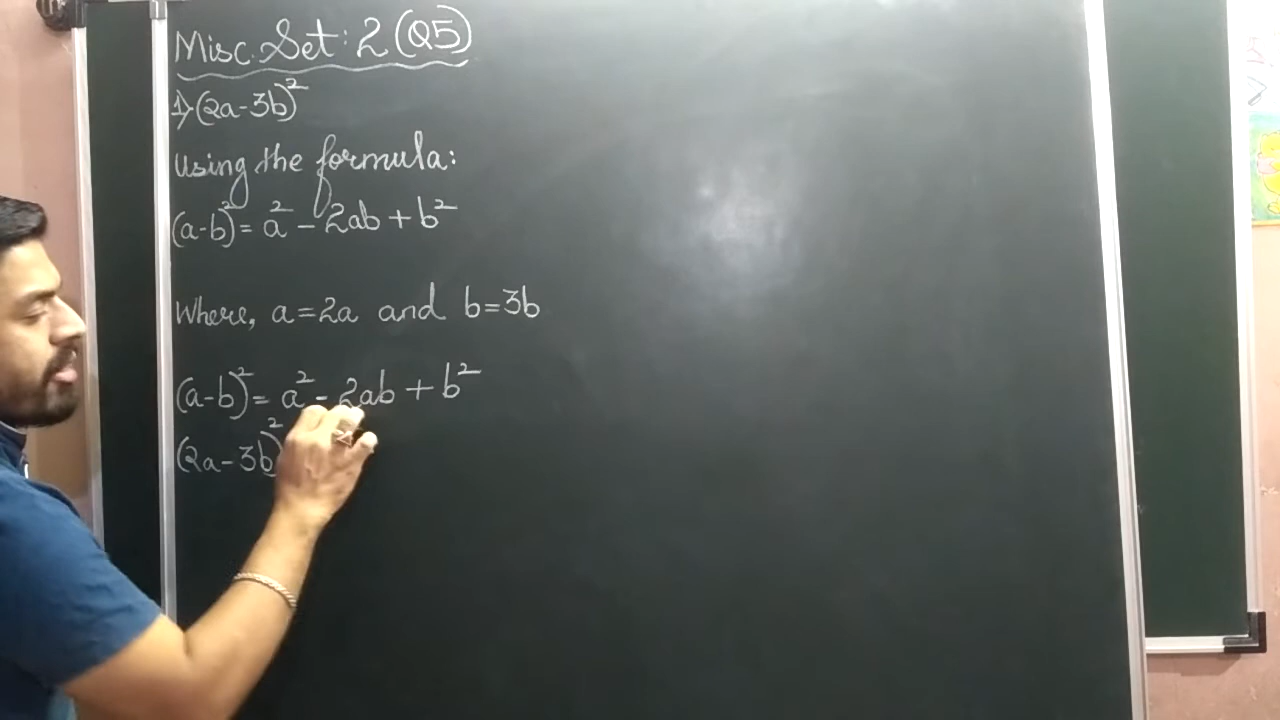 Misc. Set: 2 (Q5)
1) (2a-3b)²
Using the formula:
(a-b)² = a² - 2ab + b²
Where, a=2a and b=3b
(a-b)² = a² - 2ab + b²
(2a-3b)²